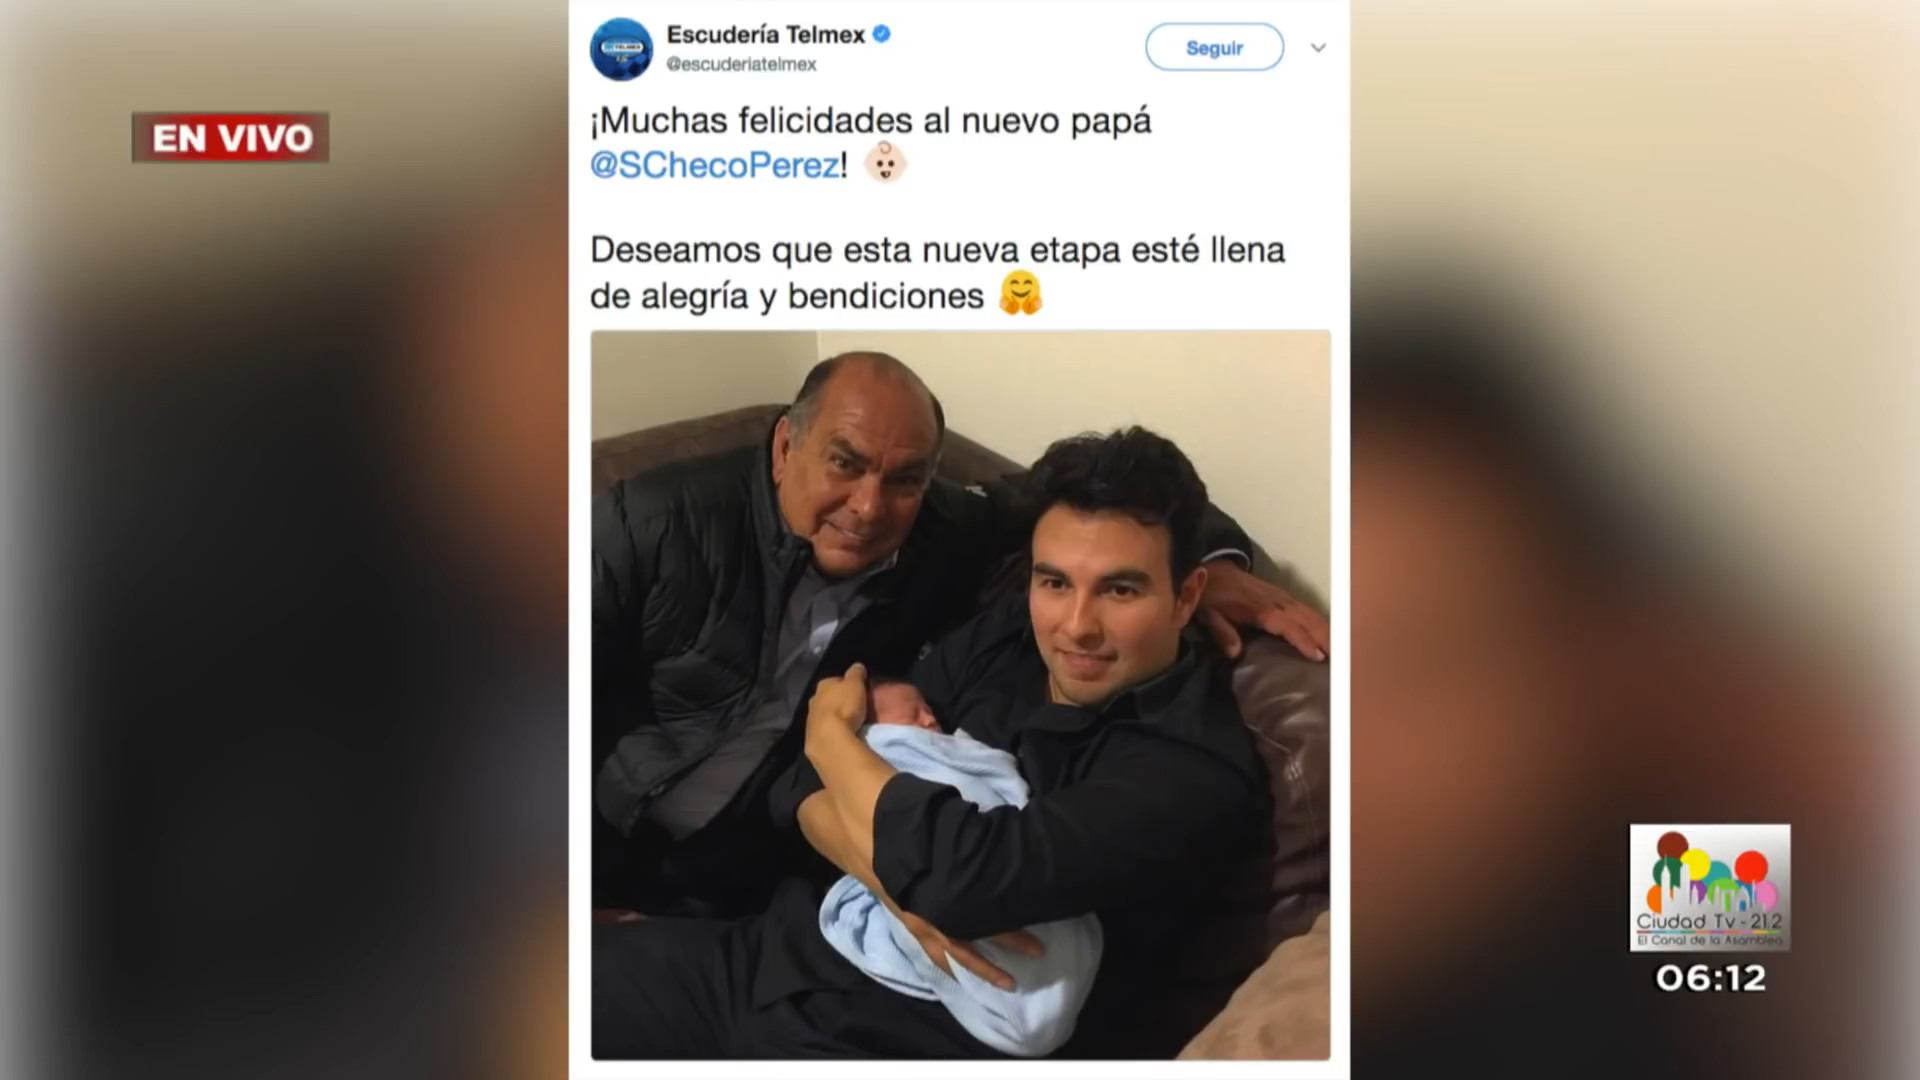 EN VIVO
Escudería Telmex
@escuderiatelmex
Seguir
¡Muchas felicidades al nuevo papá
@SChecoPerez!
Deseamos que esta nueva etapa esté llena
de alegría y bendiciones
TELMEX
Ciudad Tv - 21.2
El Canal de la Asamblea
06:12